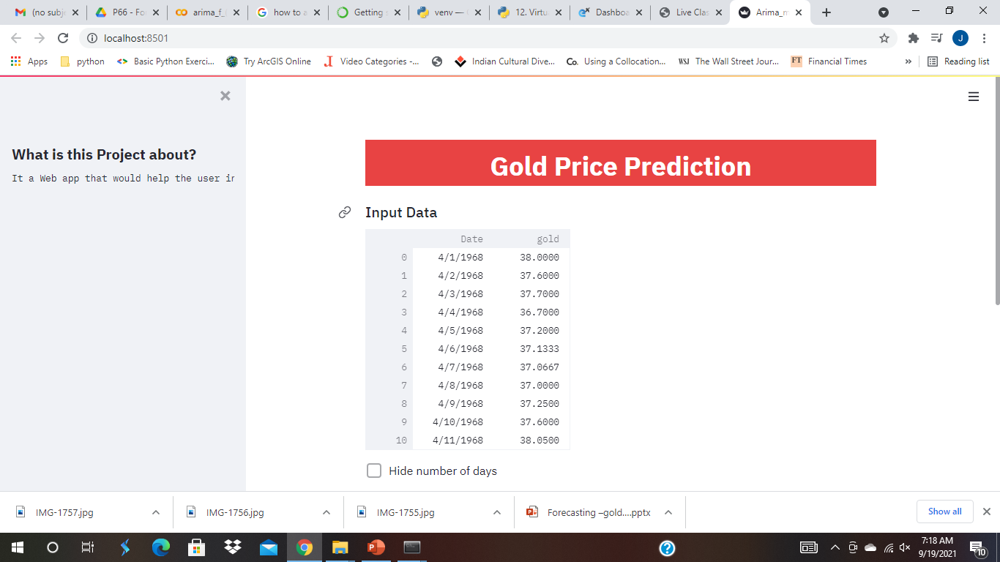 (no subje
P66 - Fo
arima_f_
how to a
Getting s
venv —
12. Virtu
Dashboa
Live Clas
Arima_m
localhost:8501
J
Apps
python
Basic Python Exerci...
Try ArcGIS Online
Video Categories -...
Indian Cultural Dive...
Co. Using a Collocation...
WSJ The Wall Street Jour...
FT Financial Times
»
Reading list
What is this Project about?
It a Web app that would help the user in
Gold Price Prediction
Input Data
Date gold
0 4/1/1968 38.0000
1 4/2/1968 37.6000
2 4/3/1968 37.7000
3 4/4/1968 36.7000
4 4/5/1968 37.2000
5 4/6/1968 37.1333
6 4/7/1968 37.0667
7 4/8/1968 37.0000
8 4/9/1968 37.2500
9 4/10/1968 37.6000
10 4/11/1968 38.0500
Hide number of days
IMG-1757.jpg
IMG-1756.jpg
IMG-1755.jpg
Forecasting –gold....pptx
Show all
7:18 AM
9/19/2021
10